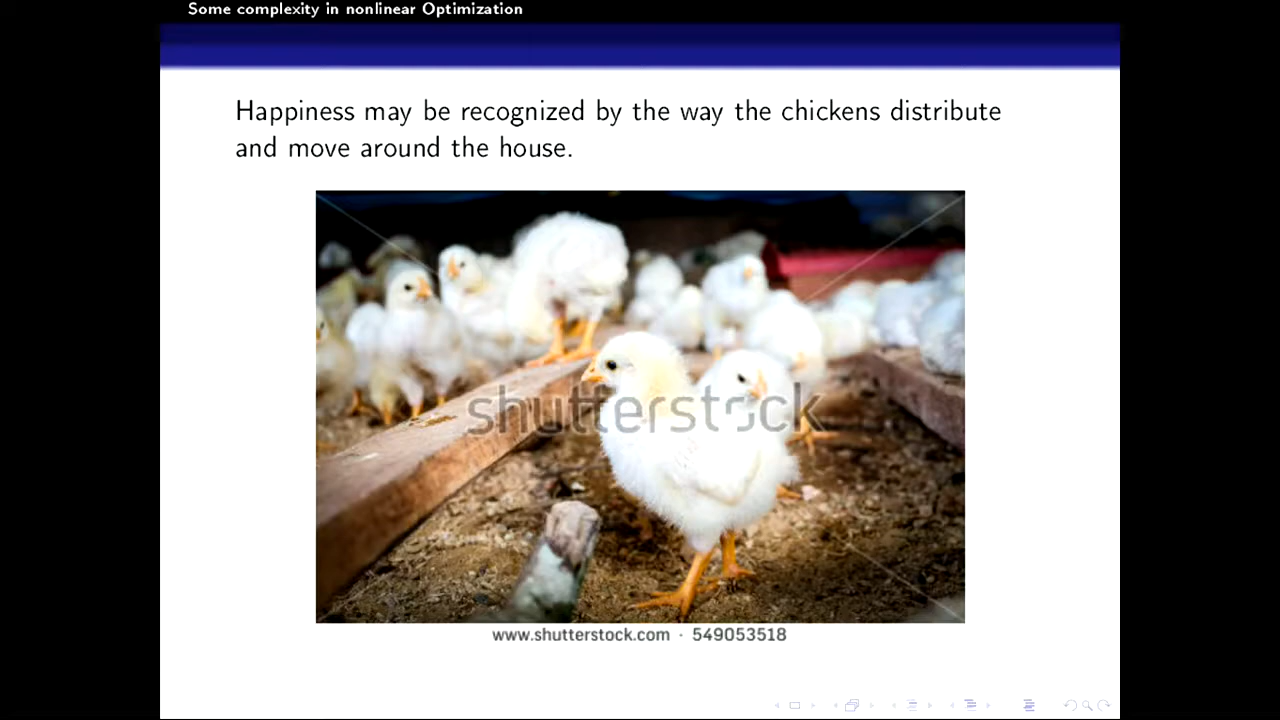 Some complexity in nonlinear Optimization
Happiness may be recognized by the way the chickens distribute
and move around the house.
shutterstock
www.shutterstock.com · 549053518